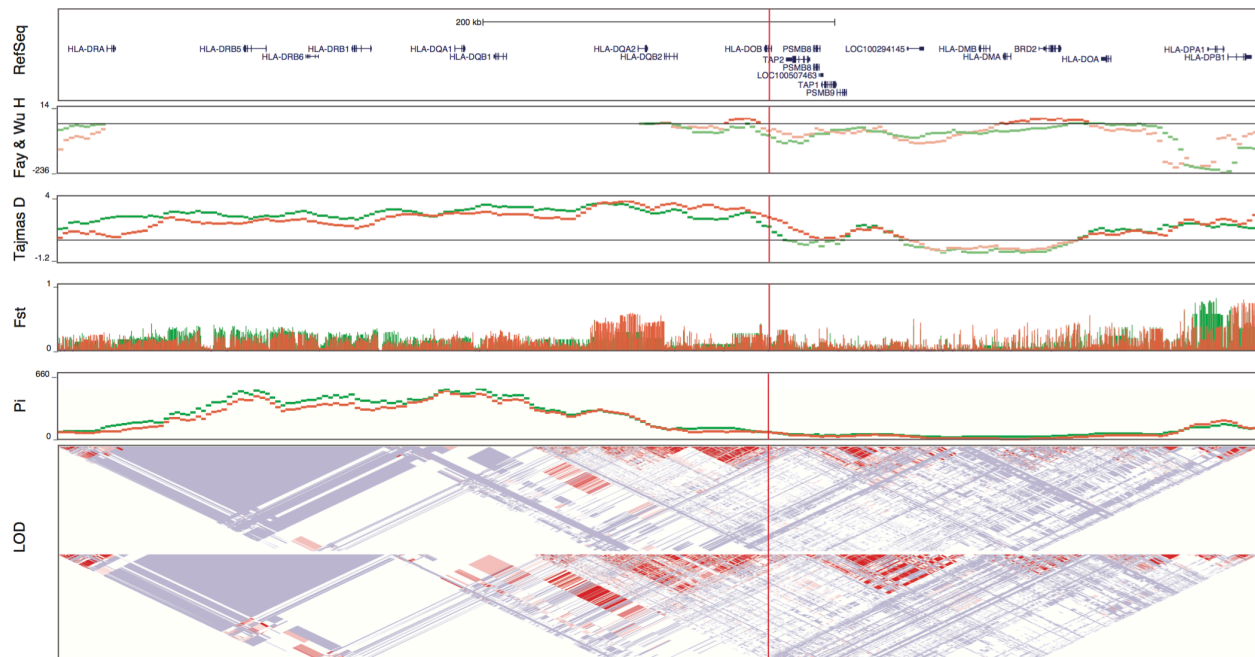 200 kb
HLA-DRA HLA-DRB5 HLA-DRB1 HLA-DQA1 HLA-DQA2 HLA-DOB PSMB8 LOC100294145 HLA-DMB BRD2 HLA-DPA1
HLA-DRB6 HLA-DQB1 HLA-DQB2 TAP2 HLA-DMA HLA-DOA HLA-DPB1
PSMB8
LOC100507463
TAP1
PSMB9
RefSeq
14
Fay & Wu H
-236
4
Tajmas D
-1.2
1
Fst
0
660
Pi
0
LOD